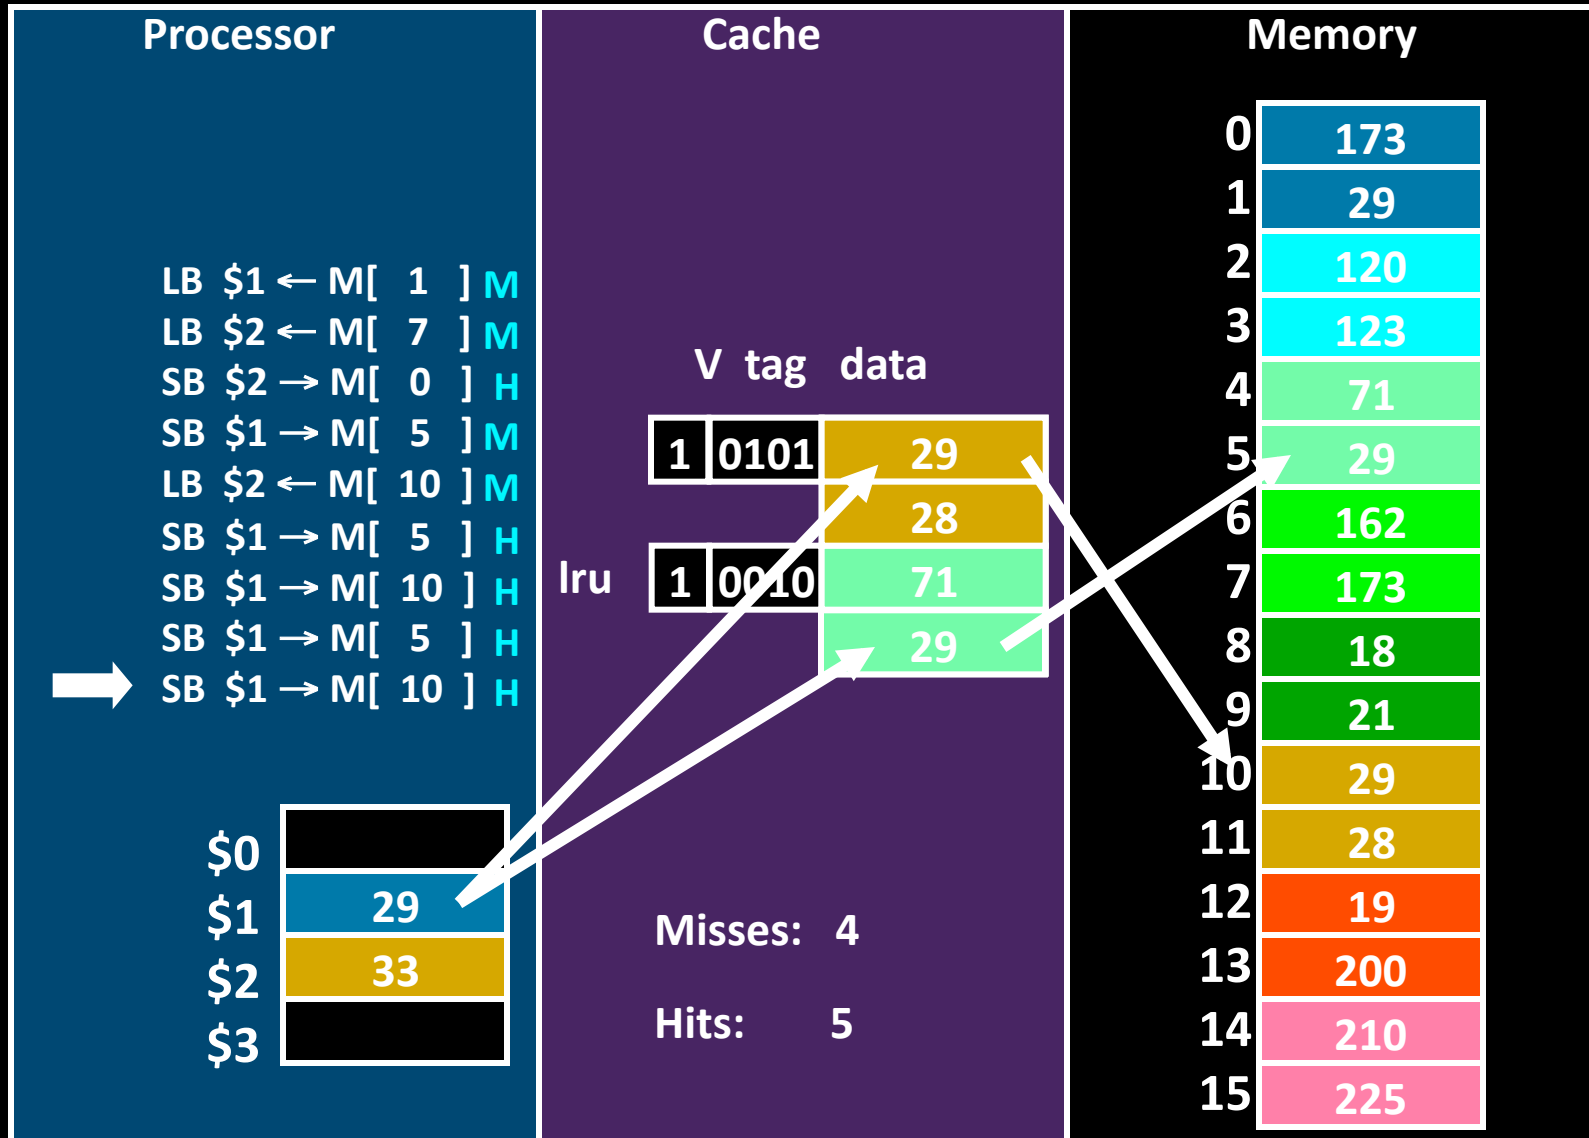 Processor
LB $1 ← M[ 1 ] M
LB $2 ← M[ 7 ] M
SB $2 → M[ 0 ] H
SB $1 → M[ 5 ] M
LB $2 ← M[ 10 ] M
SB $1 → M[ 5 ] H
SB $1 → M[ 10 ] H
SB $1 → M[ 5 ] H
SB $1 → M[ 10 ] H
$0
$1 29
$2 33
$3
Cache
V tag data
1 0101 29
28
lru 1 0010 71
29
Misses: 4
Hits: 5
Memory
0 173
1 29
2 120
3 123
4 71
5 29
6 162
7 173
8 18
9 21
10 29
11 28
12 19
13 200
14 210
15 225